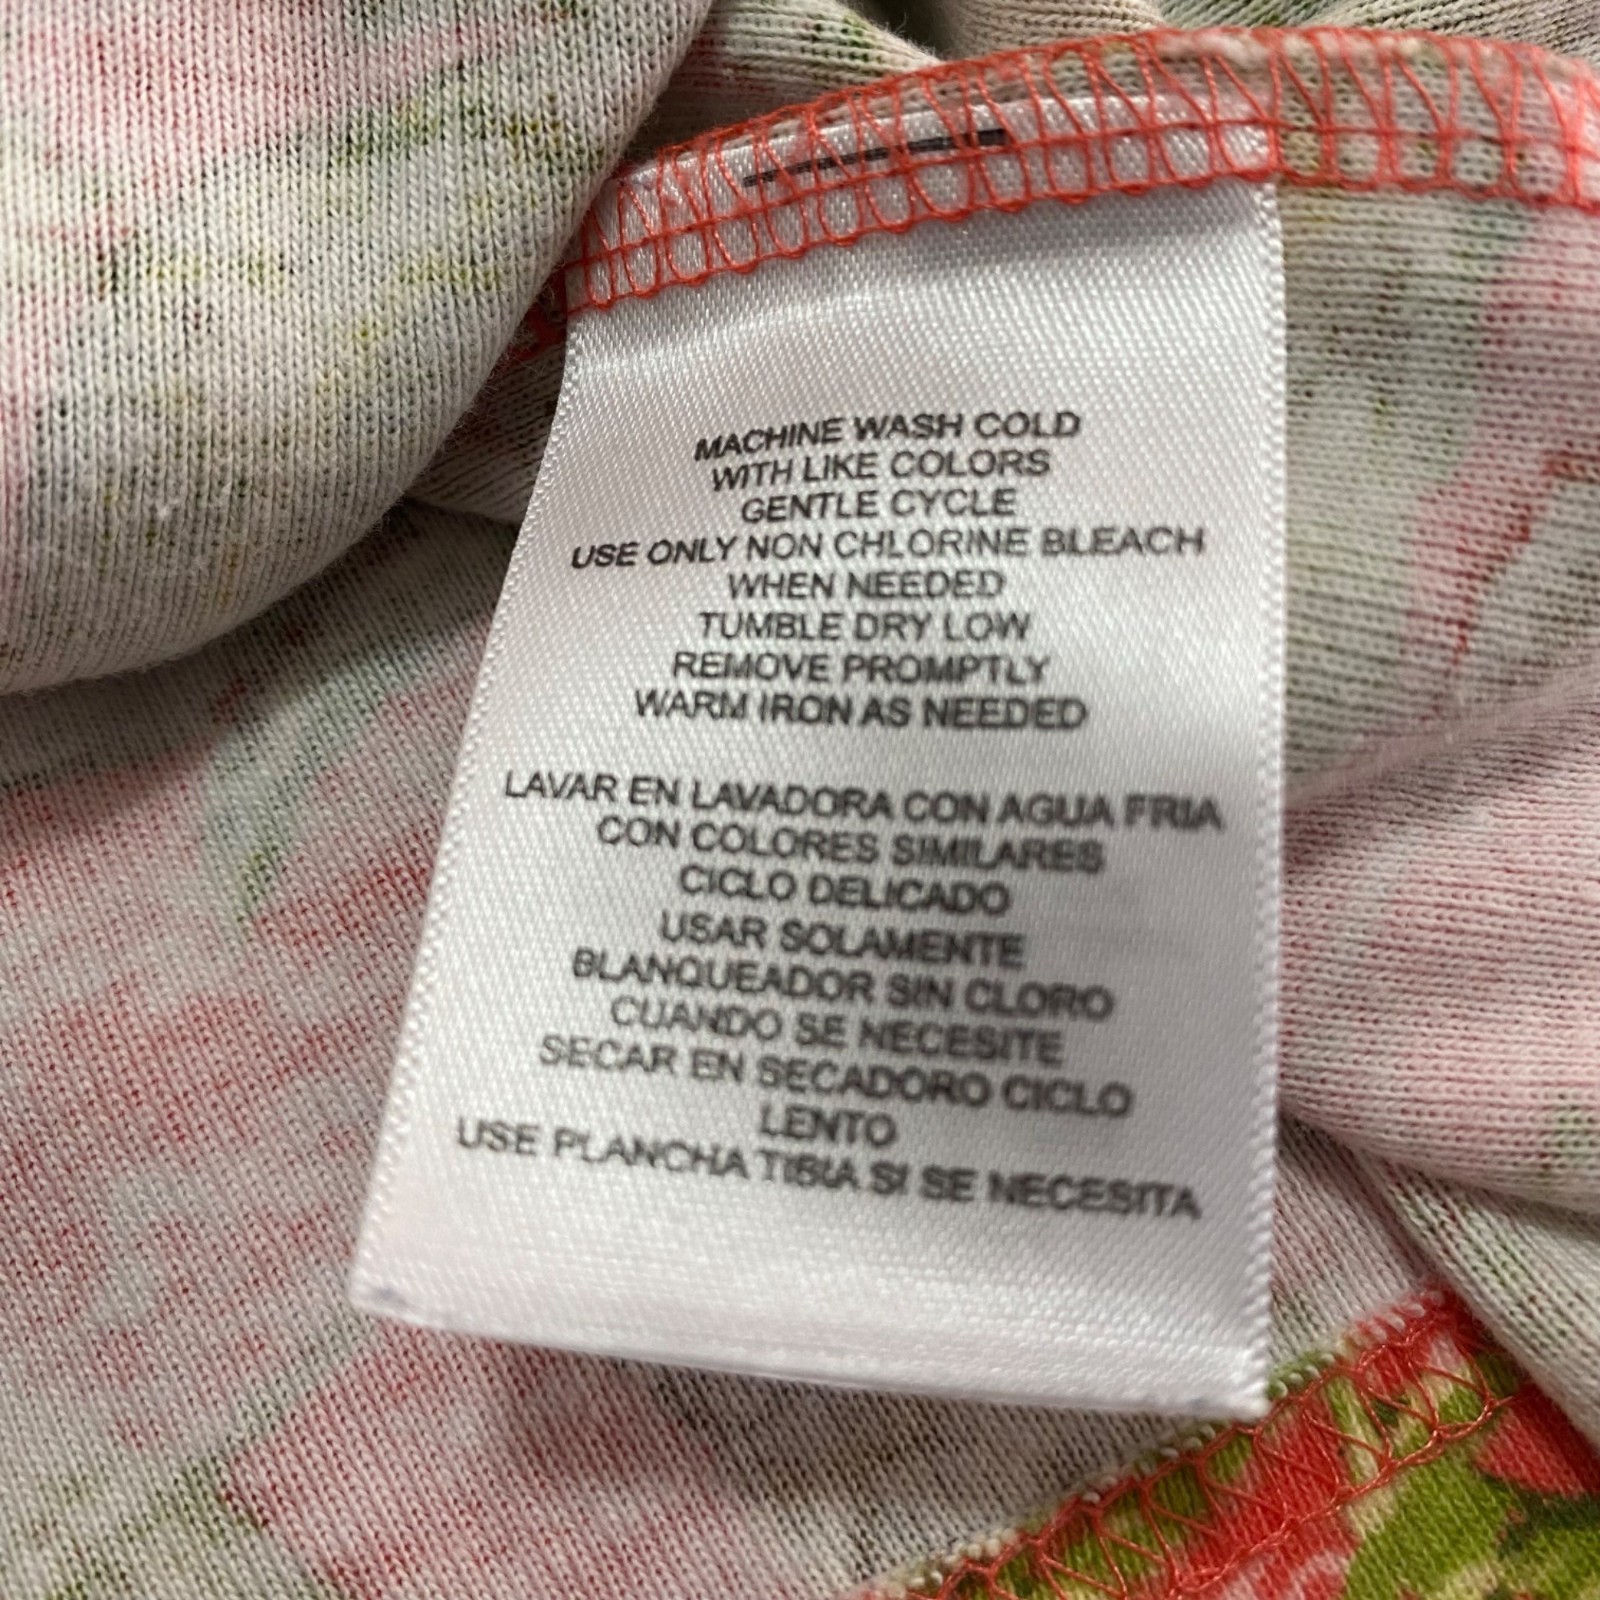 MACHINE WASH COLD
WITH LIKE COLORS
GENTLE CYCLE
USE ONLY NON CHLORINE BLEACH
WHEN NEEDED
TUMBLE DRY LOW
REMOVE PROMPTLY
WARM IRON AS NEEDED
LAVAR EN LAVADORA CON AGUA FRIA
CON COLORES SIMILARES
CICLO DELICADO
USAR SOLAMENTE
BLANQUEADOR SIN CLORO
CUANDO SE NECESITE
SECAR EN SECADORO CICLO
LENTO
USE PLANCHA TIBIA SI SE NECESITA